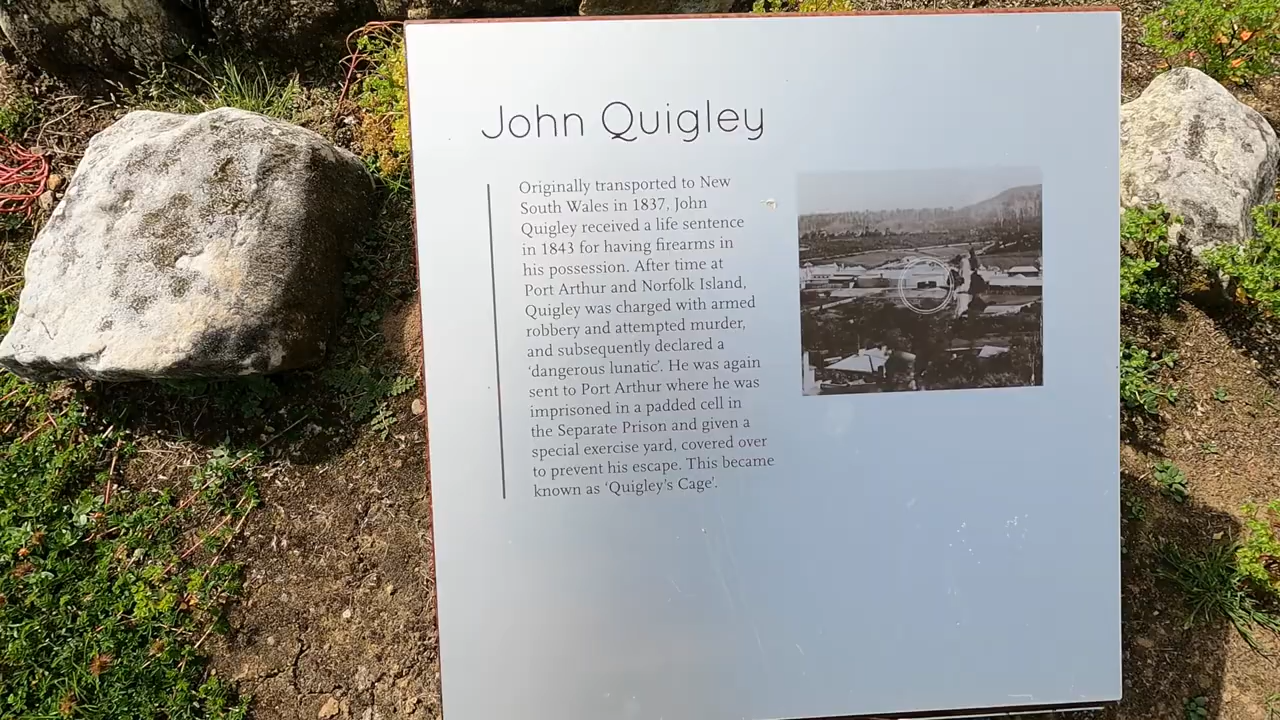 John Quigley
Originally transported to New
South Wales in 1837, John
Quigley received a life sentence
in 1843 for having firearms in
his possession. After time at
Port Arthur and Norfolk Island,
Quigley was charged with armed
robbery and attempted murder,
and subsequently declared a
‘dangerous lunatic’. He was again
sent to Port Arthur where he was
imprisoned in a padded cell in
the Separate Prison and given a
special exercise yard, covered over
to prevent his escape. This became
known as ‘Quigley’s Cage’.